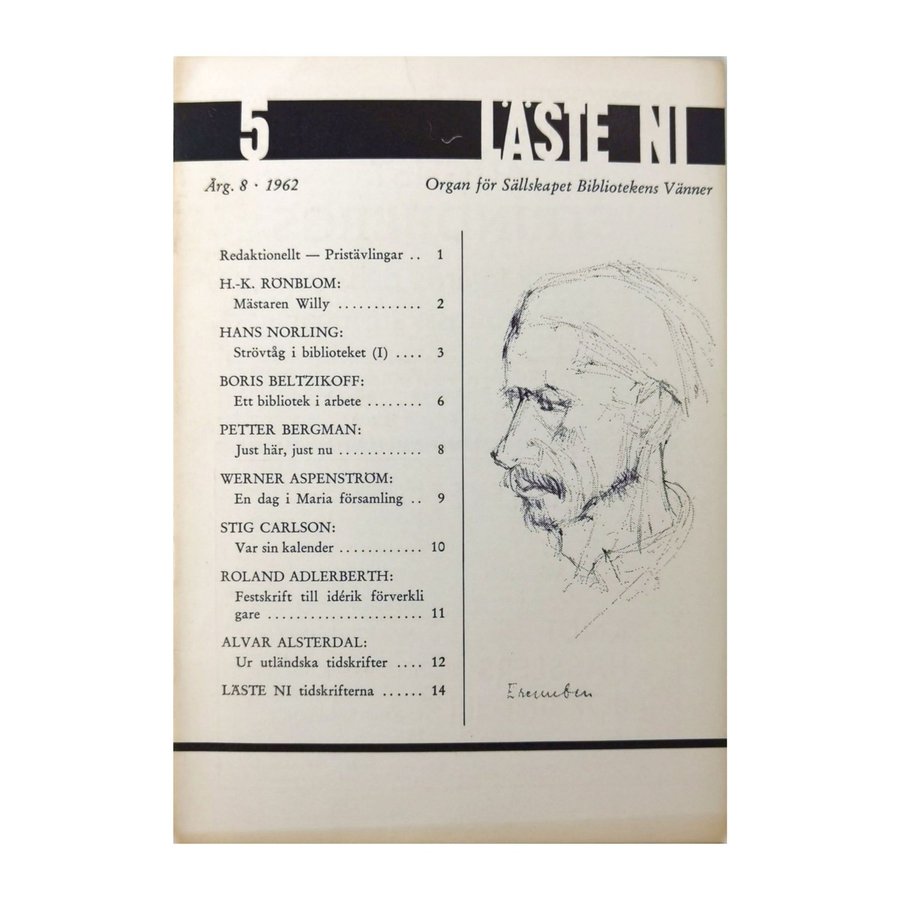 5 LÄSTE NI
Årg. 8 · 1962 Organ för Sällskapet Bibliotekens Vänner
Redaktionellt — Pristävlingar .. 1
H.-K. RÖNBLOM:
Mästaren Willy ............ 2
HANS NORLING:
Strövtåg i biblioteket (I) .... 3
BORIS BELTZIKOFF:
Ett bibliotek i arbete ........ 6
PETTER BERGMAN:
Just här, just nu ............ 8
WERNER ASPENSTRÖM:
En dag i Maria församling .. 9
STIG CARLSON:
Var sin kalender ............ 10
ROLAND ADLERBERTH:
Festskrift till idérik förverkli
gare ...................... 11
ALVAR ALSTERDAL:
Ur utländska tidskrifter .... 12
LÄSTE NI tidskrifterna ...... 14